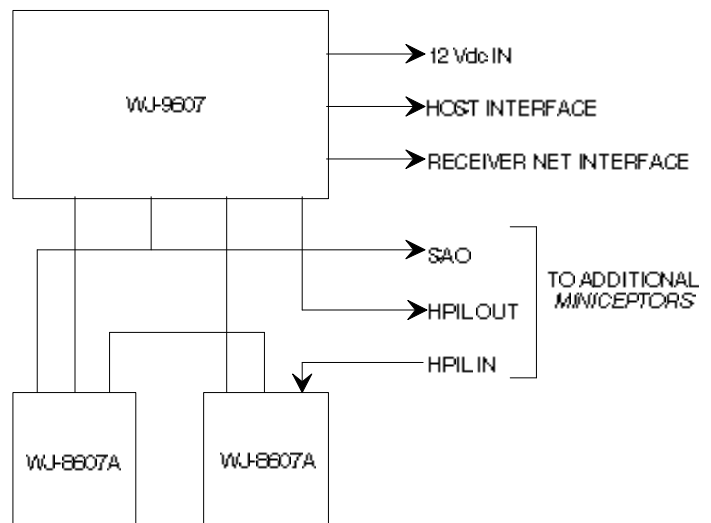 12 Vdc IN
WJ-9607
HOST INTERFACE
RECEIVER NET INTERFACE
SAO
TO ADDITIONAL
MINICEPTORS
HPIL OUT
HPIL IN
WJ-8607A
WJ-8607A